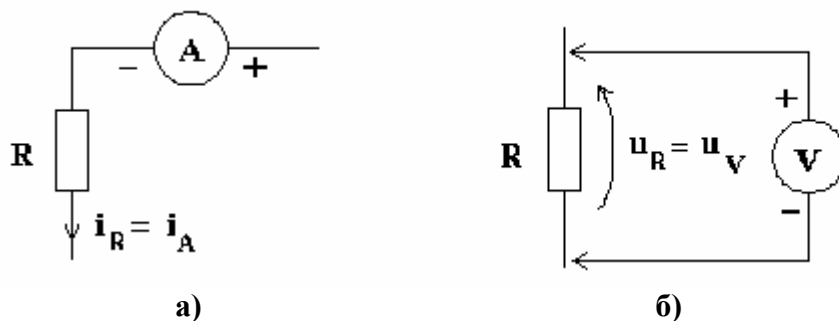 A
−
+
R
i_R = i_A
а)
+
R
u_R = u_V
V
−
б)